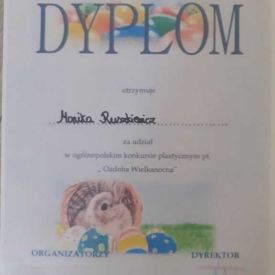 DYPLOM
otrzymuje
Monika Ruszkiewicz
za udział
w ogólnopolskim konkursie plastycznym pt
„ Ozdoba Wielkanocna"
ORGANIZATORZY DYREKTOR